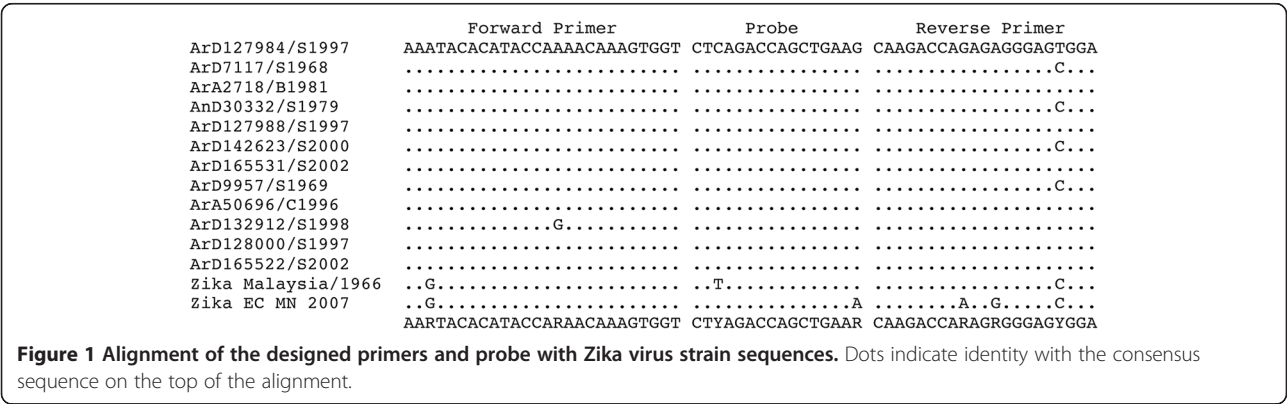 Forward Primer Probe Reverse Primer
ArD127984/S1997 AAATACACATACCAAAACAAAGTGGT CTCAGACCAGCTGAAG CAAGACCAGAGAGGGAGTGGA
ArD7117/S1968 .......................... ................ .................C...
ArA2718/B1981 .......................... ................ .....................
AnD30332/S1979 .......................... ................ .................C...
ArD127988/S1997 .......................... ................ .....................
ArD142623/S2000 .......................... ................ .................C...
ArD165531/S2002 .......................... ................ .....................
ArD9957/S1969 .......................... ................ .................C...
ArA50696/C1996 .......................... ................ .....................
ArD132912/S1998 ..............G........... ................ .....................
ArD128000/S1997 .......................... ................ .....................
ArD165522/S2002 .......................... ................ .....................
Zika Malaysia/1966 ..G....................... ..T............. .................C...
Zika EC MN 2007 ..G....................... ...............A ........A..G.....C...
AARTACACATACCARAACAAAGTGGT CTYAGACCAGCTGAAR CAAGACCARAGRGGGAGYGGA
Figure 1 Alignment of the designed primers and probe with Zika virus strain sequences. Dots indicate identity with the consensus
sequence on the top of the alignment.